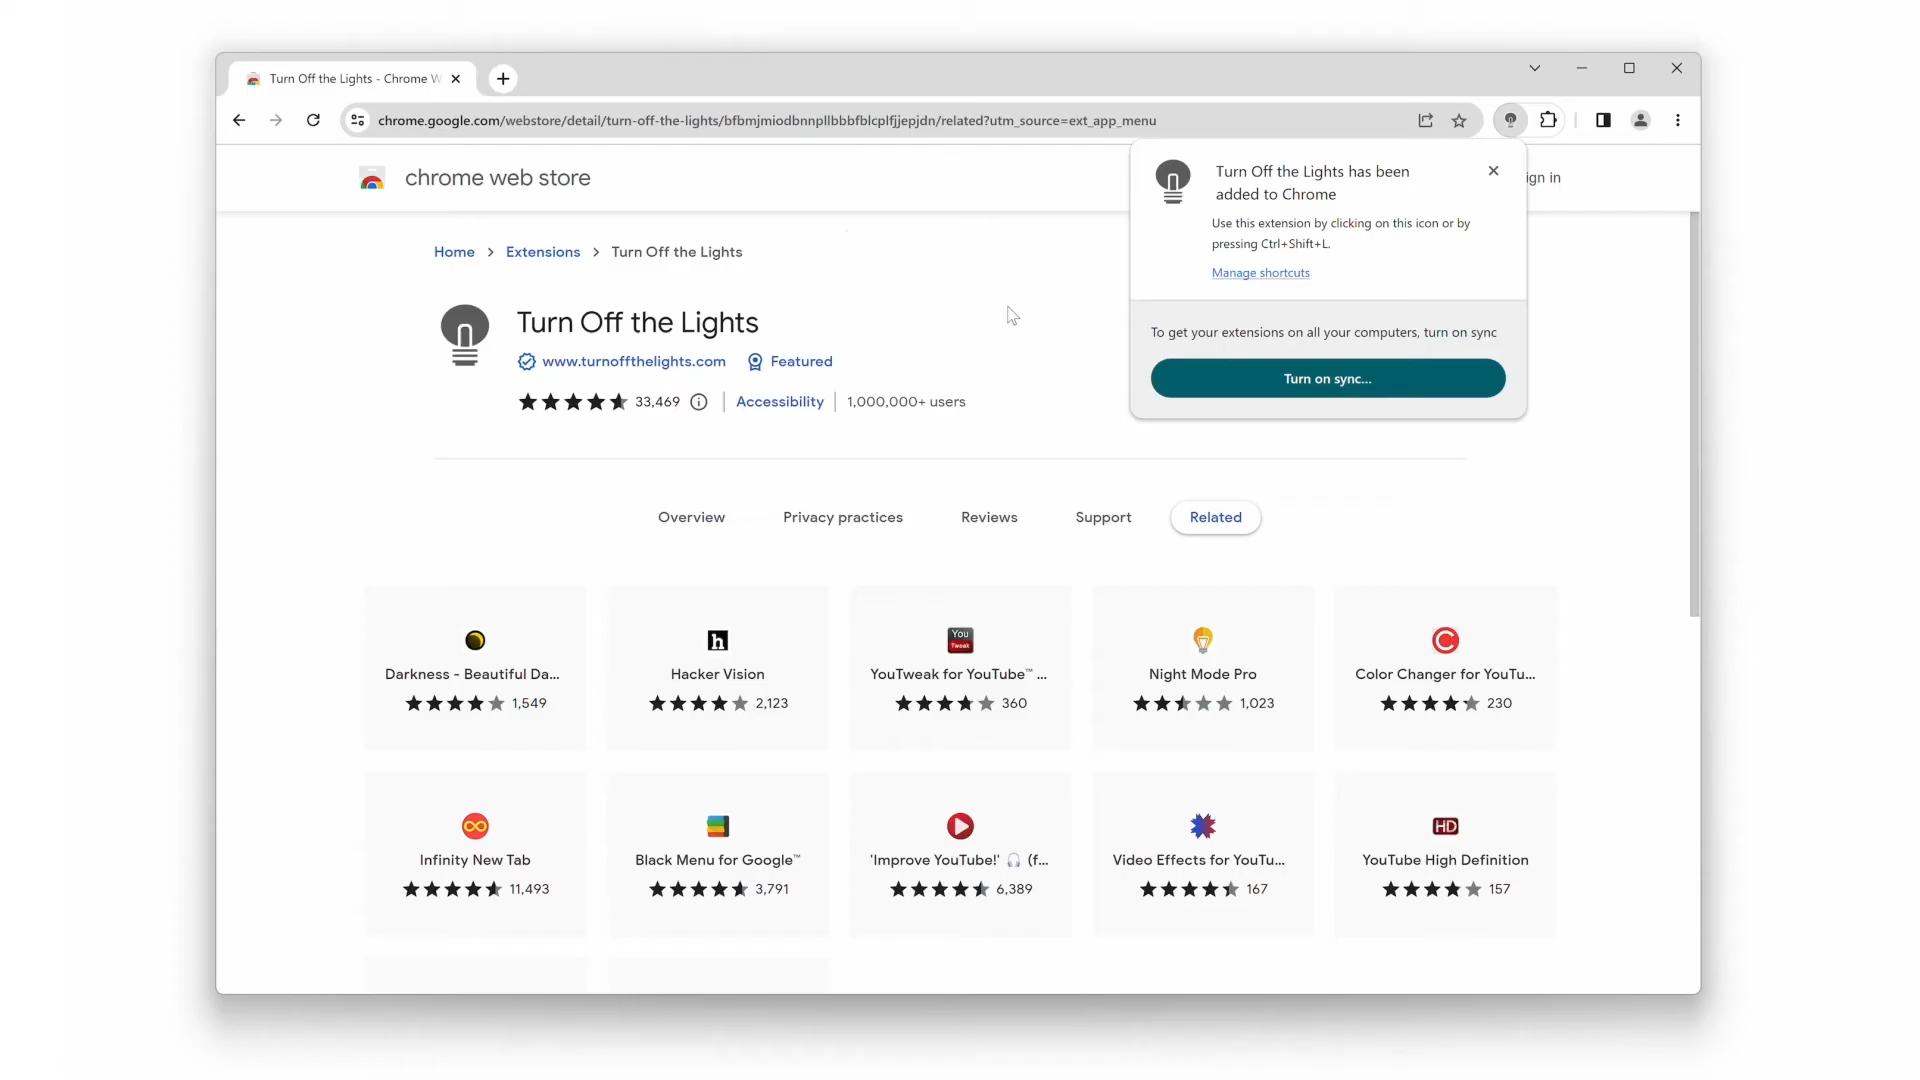 Turn Off the Lights - Chrome W
chrome.google.com/webstore/detail/turn-off-the-lights/bfbmjmiodbnnpllbbbfblcplfjjepjdn/related?utm_source=ext_app_menu
chrome web store
ign in
Turn Off the Lights has been
added to Chrome
Use this extension by clicking on this icon or by
pressing Ctrl+Shift+L.
Manage shortcuts
To get your extensions on all your computers, turn on sync
Turn on sync...
Home > Extensions > Turn Off the Lights
Turn Off the Lights
www.turnoffthelights.com Featured
33,469 Accessibility 1,000,000+ users
Overview Privacy practices Reviews Support Related
You
Tweak
Darkness - Beautiful Da... Hacker Vision YouTweak for YouTube™ ... Night Mode Pro Color Changer for YouTu...
1,549 2,123 360 1,023 230
HD
Infinity New Tab Black Menu for Google™ 'Improve YouTube!' 🎧 (f... Video Effects for YouTu... YouTube High Definition
11,493 3,791 6,389 167 157